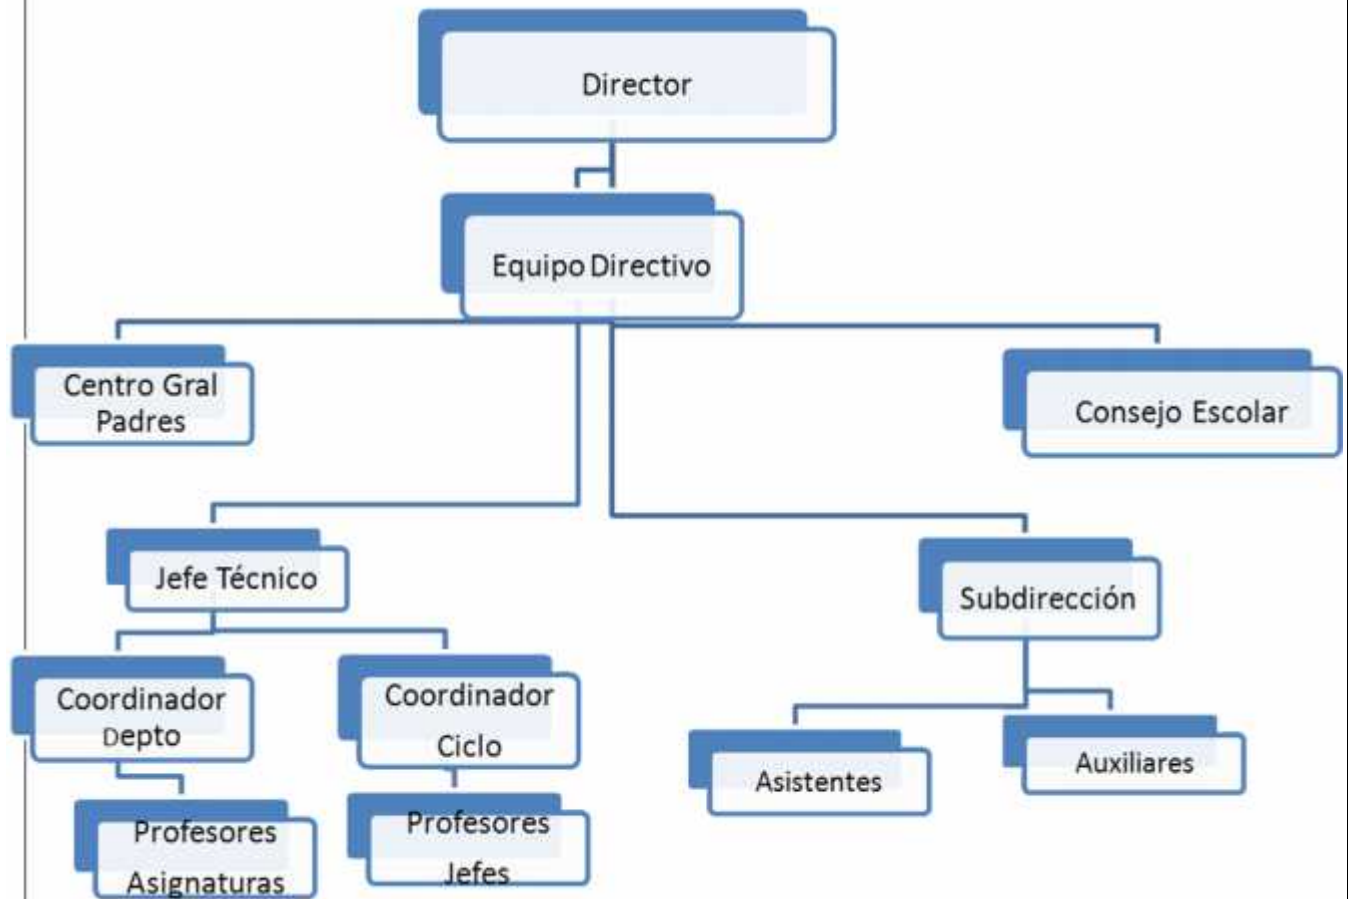 Director
Equipo Directivo
Centro Gral
Padres
Consejo Escolar
Jefe Técnico
Subdirección
Coordinador
Depto
Coordinador
Ciclo
Asistentes
Auxiliares
Profesores
Asignaturas
Profesores
Jefes